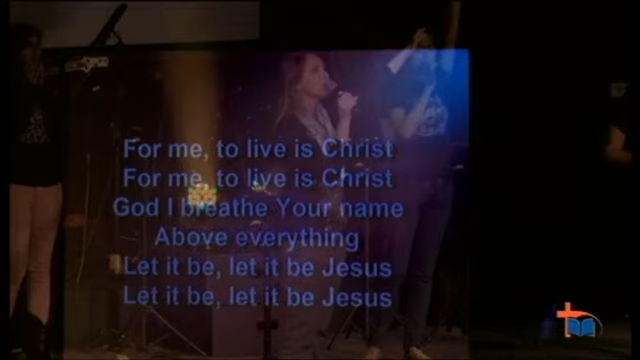 For me, to live is Christ
For me, to live is Christ
God I breathe Your name
Above everything
Let it be, let it be Jesus
Let it be, let it be Jesus